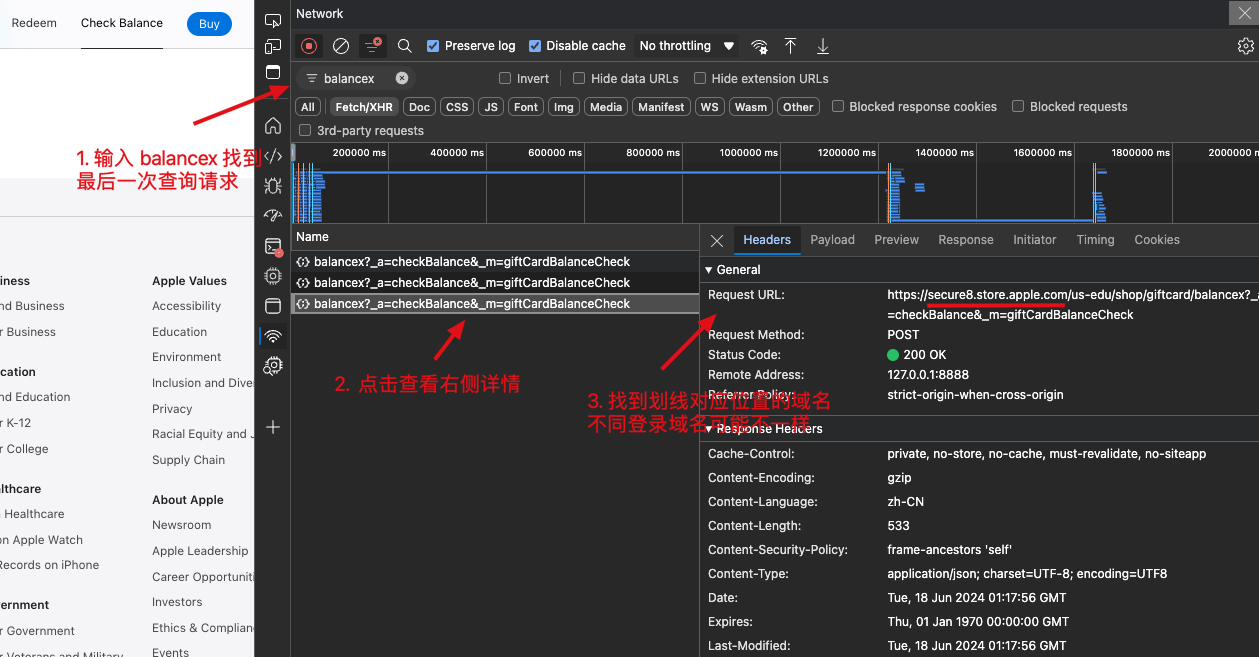 Redeem
Check Balance
Buy
Network
Preserve log
Disable cache
No throttling
balancex
Invert
Hide data URLs
Hide extension URLs
All
Fetch/XHR
Doc
CSS
JS
Font
Img
Media
Manifest
WS
Wasm
Other
Blocked response cookies
Blocked requests
3rd-party requests
1. 输入 balancex 找到
最后一次查询请求
200000 ms
400000 ms
600000 ms
800000 ms
1000000 ms
1200000 ms
1400000 ms
1600000 ms
1800000 ms
2000000 m
Name
balancex?_a=checkBalance&_m=giftCardBalanceCheck
balancex?_a=checkBalance&_m=giftCardBalanceCheck
balancex?_a=checkBalance&_m=giftCardBalanceCheck
2. 点击查看右侧详情
Headers
Payload
Preview
Response
Initiator
Timing
Cookies
General
Request URL:
https://secure8.store.apple.com/us-edu/shop/giftcard/balancex?_a
=checkBalance&_m=giftCardBalanceCheck
Request Method:
POST
Status Code:
200 OK
Remote Address:
127.0.0.1:8888
Referrer Policy:
strict-origin-when-cross-origin
3. 找到划线对应位置的域名
不同登录域名可能不一样
Response Headers
Cache-Control:
private, no-store, no-cache, must-revalidate, no-siteapp
Content-Encoding:
gzip
Content-Language:
zh-CN
Content-Length:
533
Content-Security-Policy:
frame-ancestors 'self'
Content-Type:
application/json; charset=UTF-8; encoding=UTF8
Date:
Tue, 18 Jun 2024 01:17:56 GMT
Expires:
Thu, 01 Jan 1970 00:00:00 GMT
Last-Modified:
Tue, 18 Jun 2024 01:17:56 GMT
iness
nd Business
r Business
cation
nd Education
r K-12
r College
lthcare
Healthcare
on Apple Watch
Records on iPhone
vernment
r Government
r Veterans and Military
Apple Values
Accessibility
Education
Environment
Inclusion and Dive
Privacy
Racial Equity and J
Supply Chain
About Apple
Newsroom
Apple Leadership
Career Opportuniti
Investors
Ethics & Complian
Events